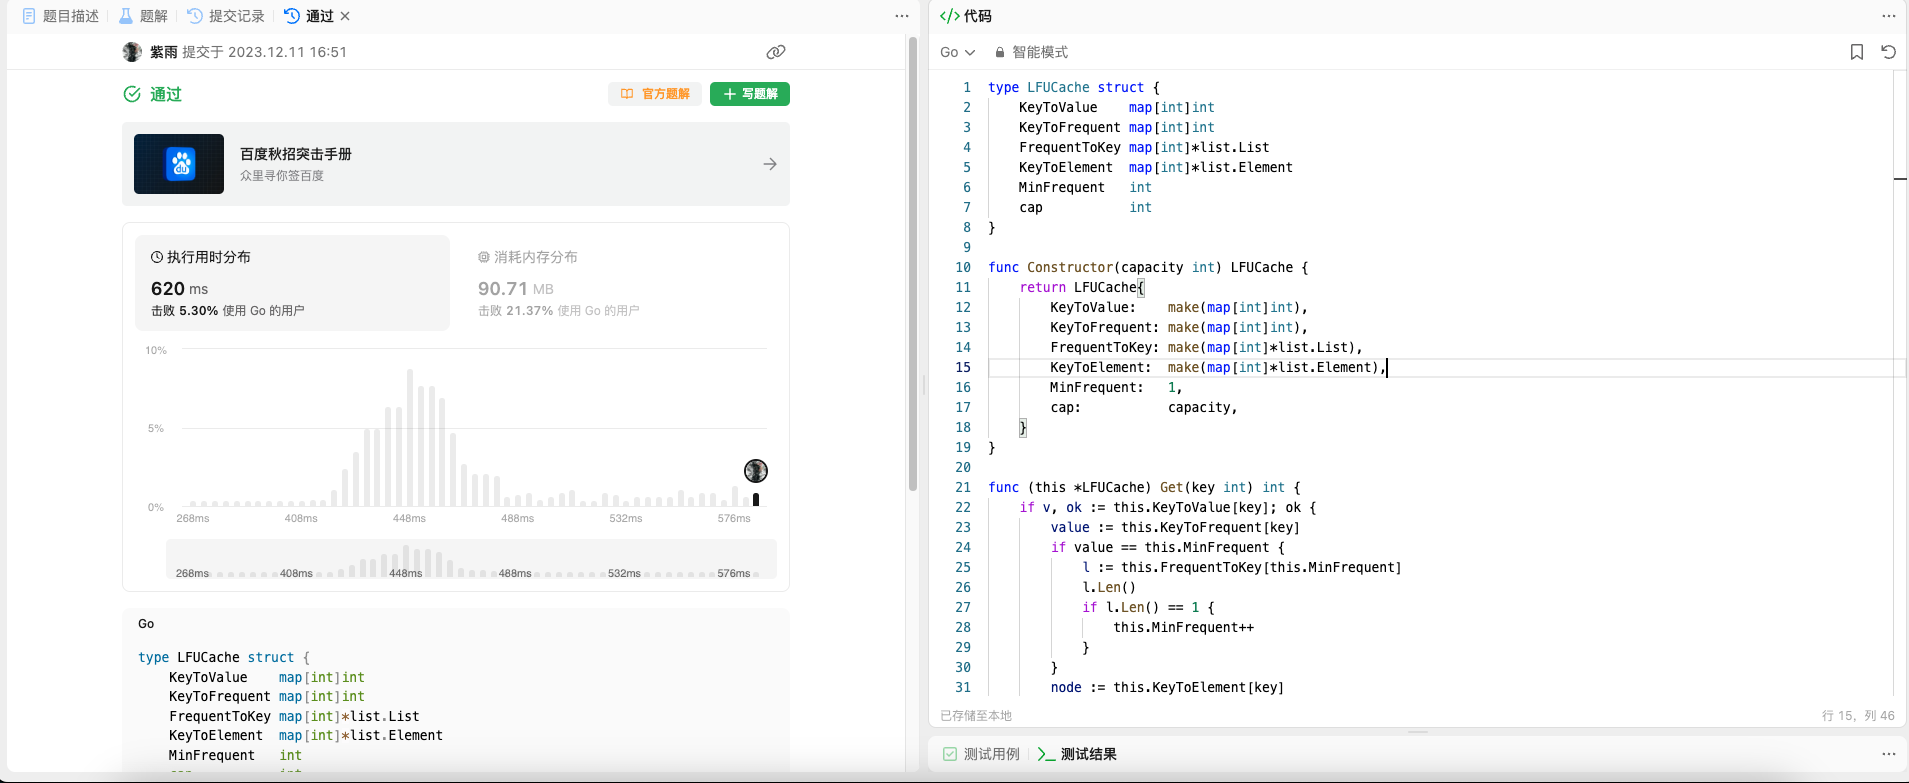 题目描述 题解 提交记录 通过
紫雨 提交于 2023.12.11 16:51
通过
官方题解 写题解
du
百度秋招突击手册
众里寻你签百度
执行用时分布
620 ms
击败 5.30% 使用 Go 的用户
消耗内存分布
90.71 MB
击败 21.37% 使用 Go 的用户
10%
5%
0%
268ms 408ms 448ms 488ms 532ms 576ms
268ms 408ms 448ms 488ms 532ms 576ms
Go
type LFUCache struct {
    KeyToValue    map[int]int
    KeyToFrequent map[int]int
    FrequentToKey map[int]*list.List
    KeyToElement  map[int]*list.Element
    MinFrequent   int
</> 代码
Go 智能模式
1 type LFUCache struct {
2     KeyToValue    map[int]int
3     KeyToFrequent map[int]int
4     FrequentToKey map[int]*list.List
5     KeyToElement  map[int]*list.Element
6     MinFrequent   int
7     cap           int
8 }
9
10 func Constructor(capacity int) LFUCache {
11     return LFUCache{
12         KeyToValue:    make(map[int]int),
13         KeyToFrequent: make(map[int]int),
14         FrequentToKey: make(map[int]*list.List),
15         KeyToElement:  make(map[int]*list.Element),
16         MinFrequent:   1,
17         cap:           capacity,
18     }
19 }
20
21 func (this *LFUCache) Get(key int) int {
22     if v, ok := this.KeyToValue[key]; ok {
23         value := this.KeyToFrequent[key]
24         if value == this.MinFrequent {
25             l := this.FrequentToKey[this.MinFrequent]
26             l.Len()
27             if l.Len() == 1 {
28                 this.MinFrequent++
29             }
30         }
31         node := this.KeyToElement[key]
已存储至本地 行 15, 列 46
测试用例 测试结果